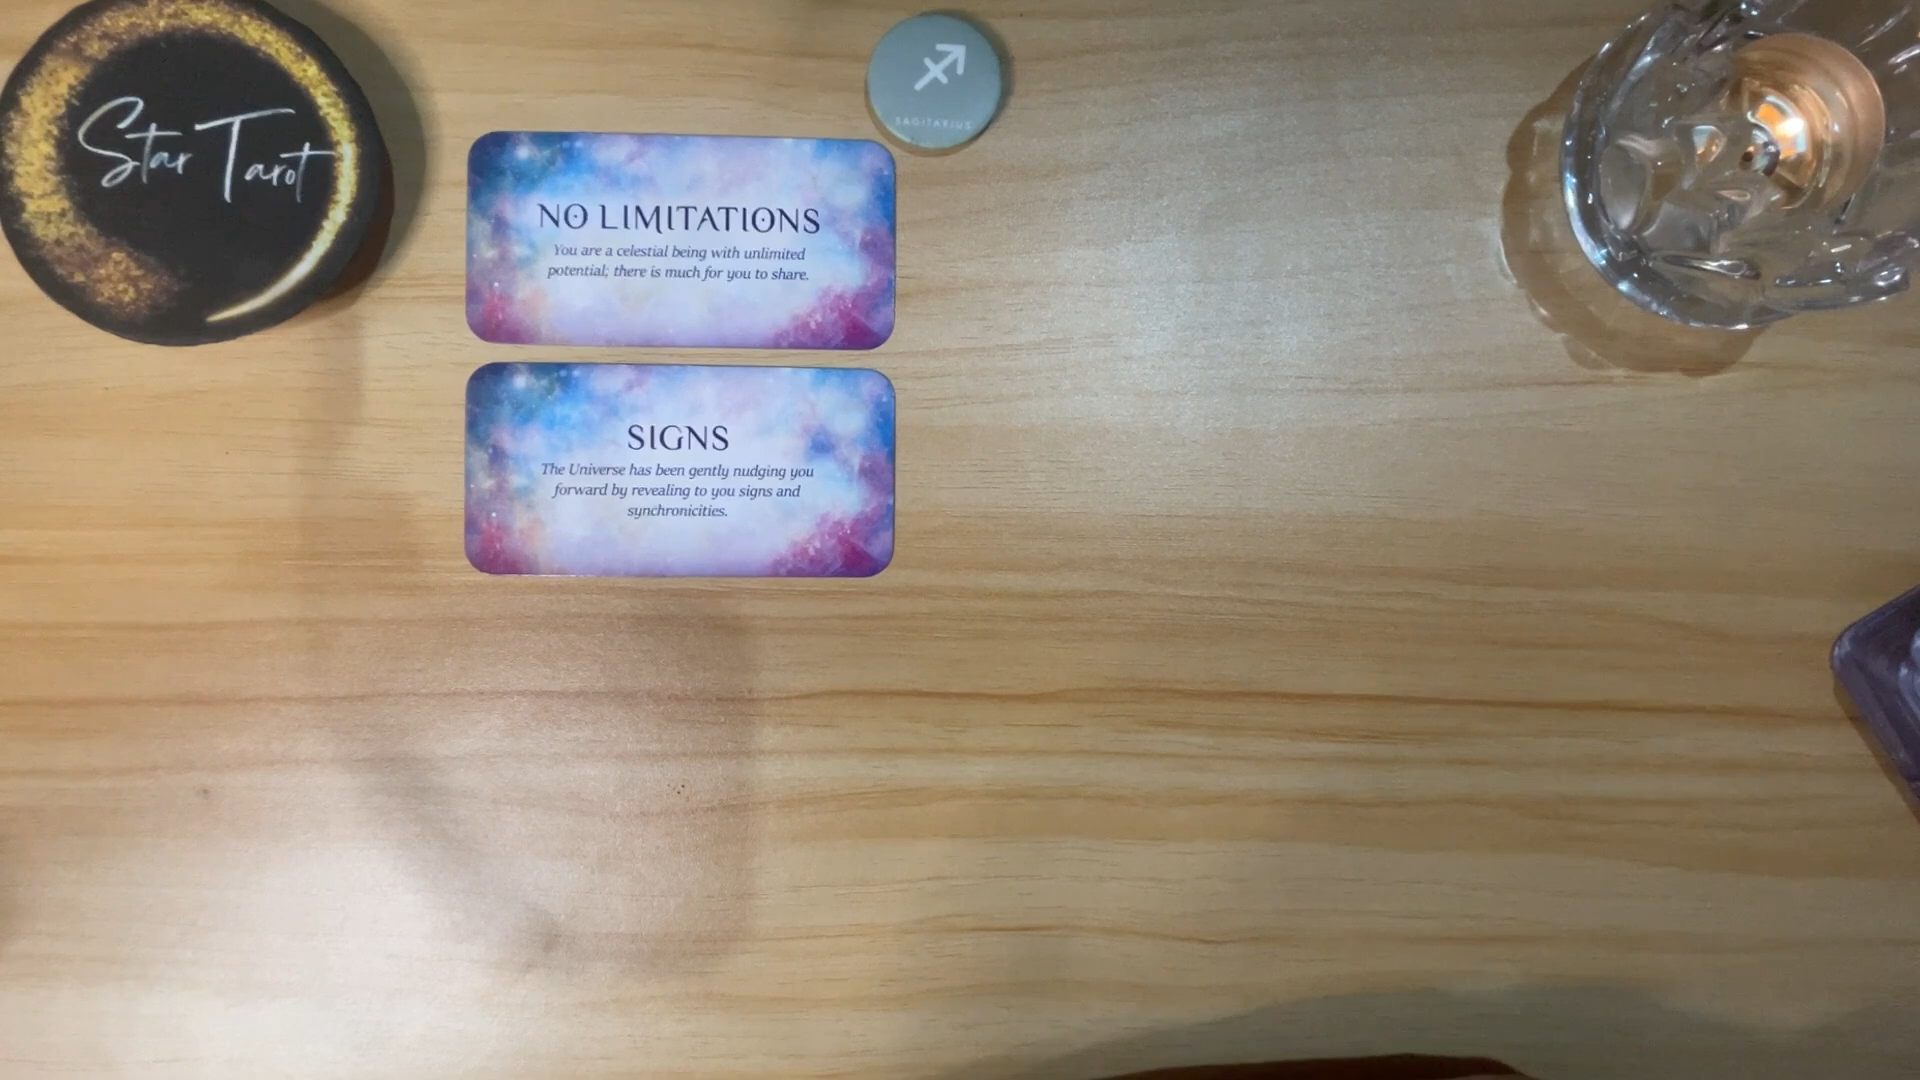 Star Tarot
SAGITARIUS
NO LIMITATIONS
You are a celestial being with unlimited
potential; there is much for you to share.
SIGNS
The Universe has been gently nudging you
forward by revealing to you signs and
synchronicities.